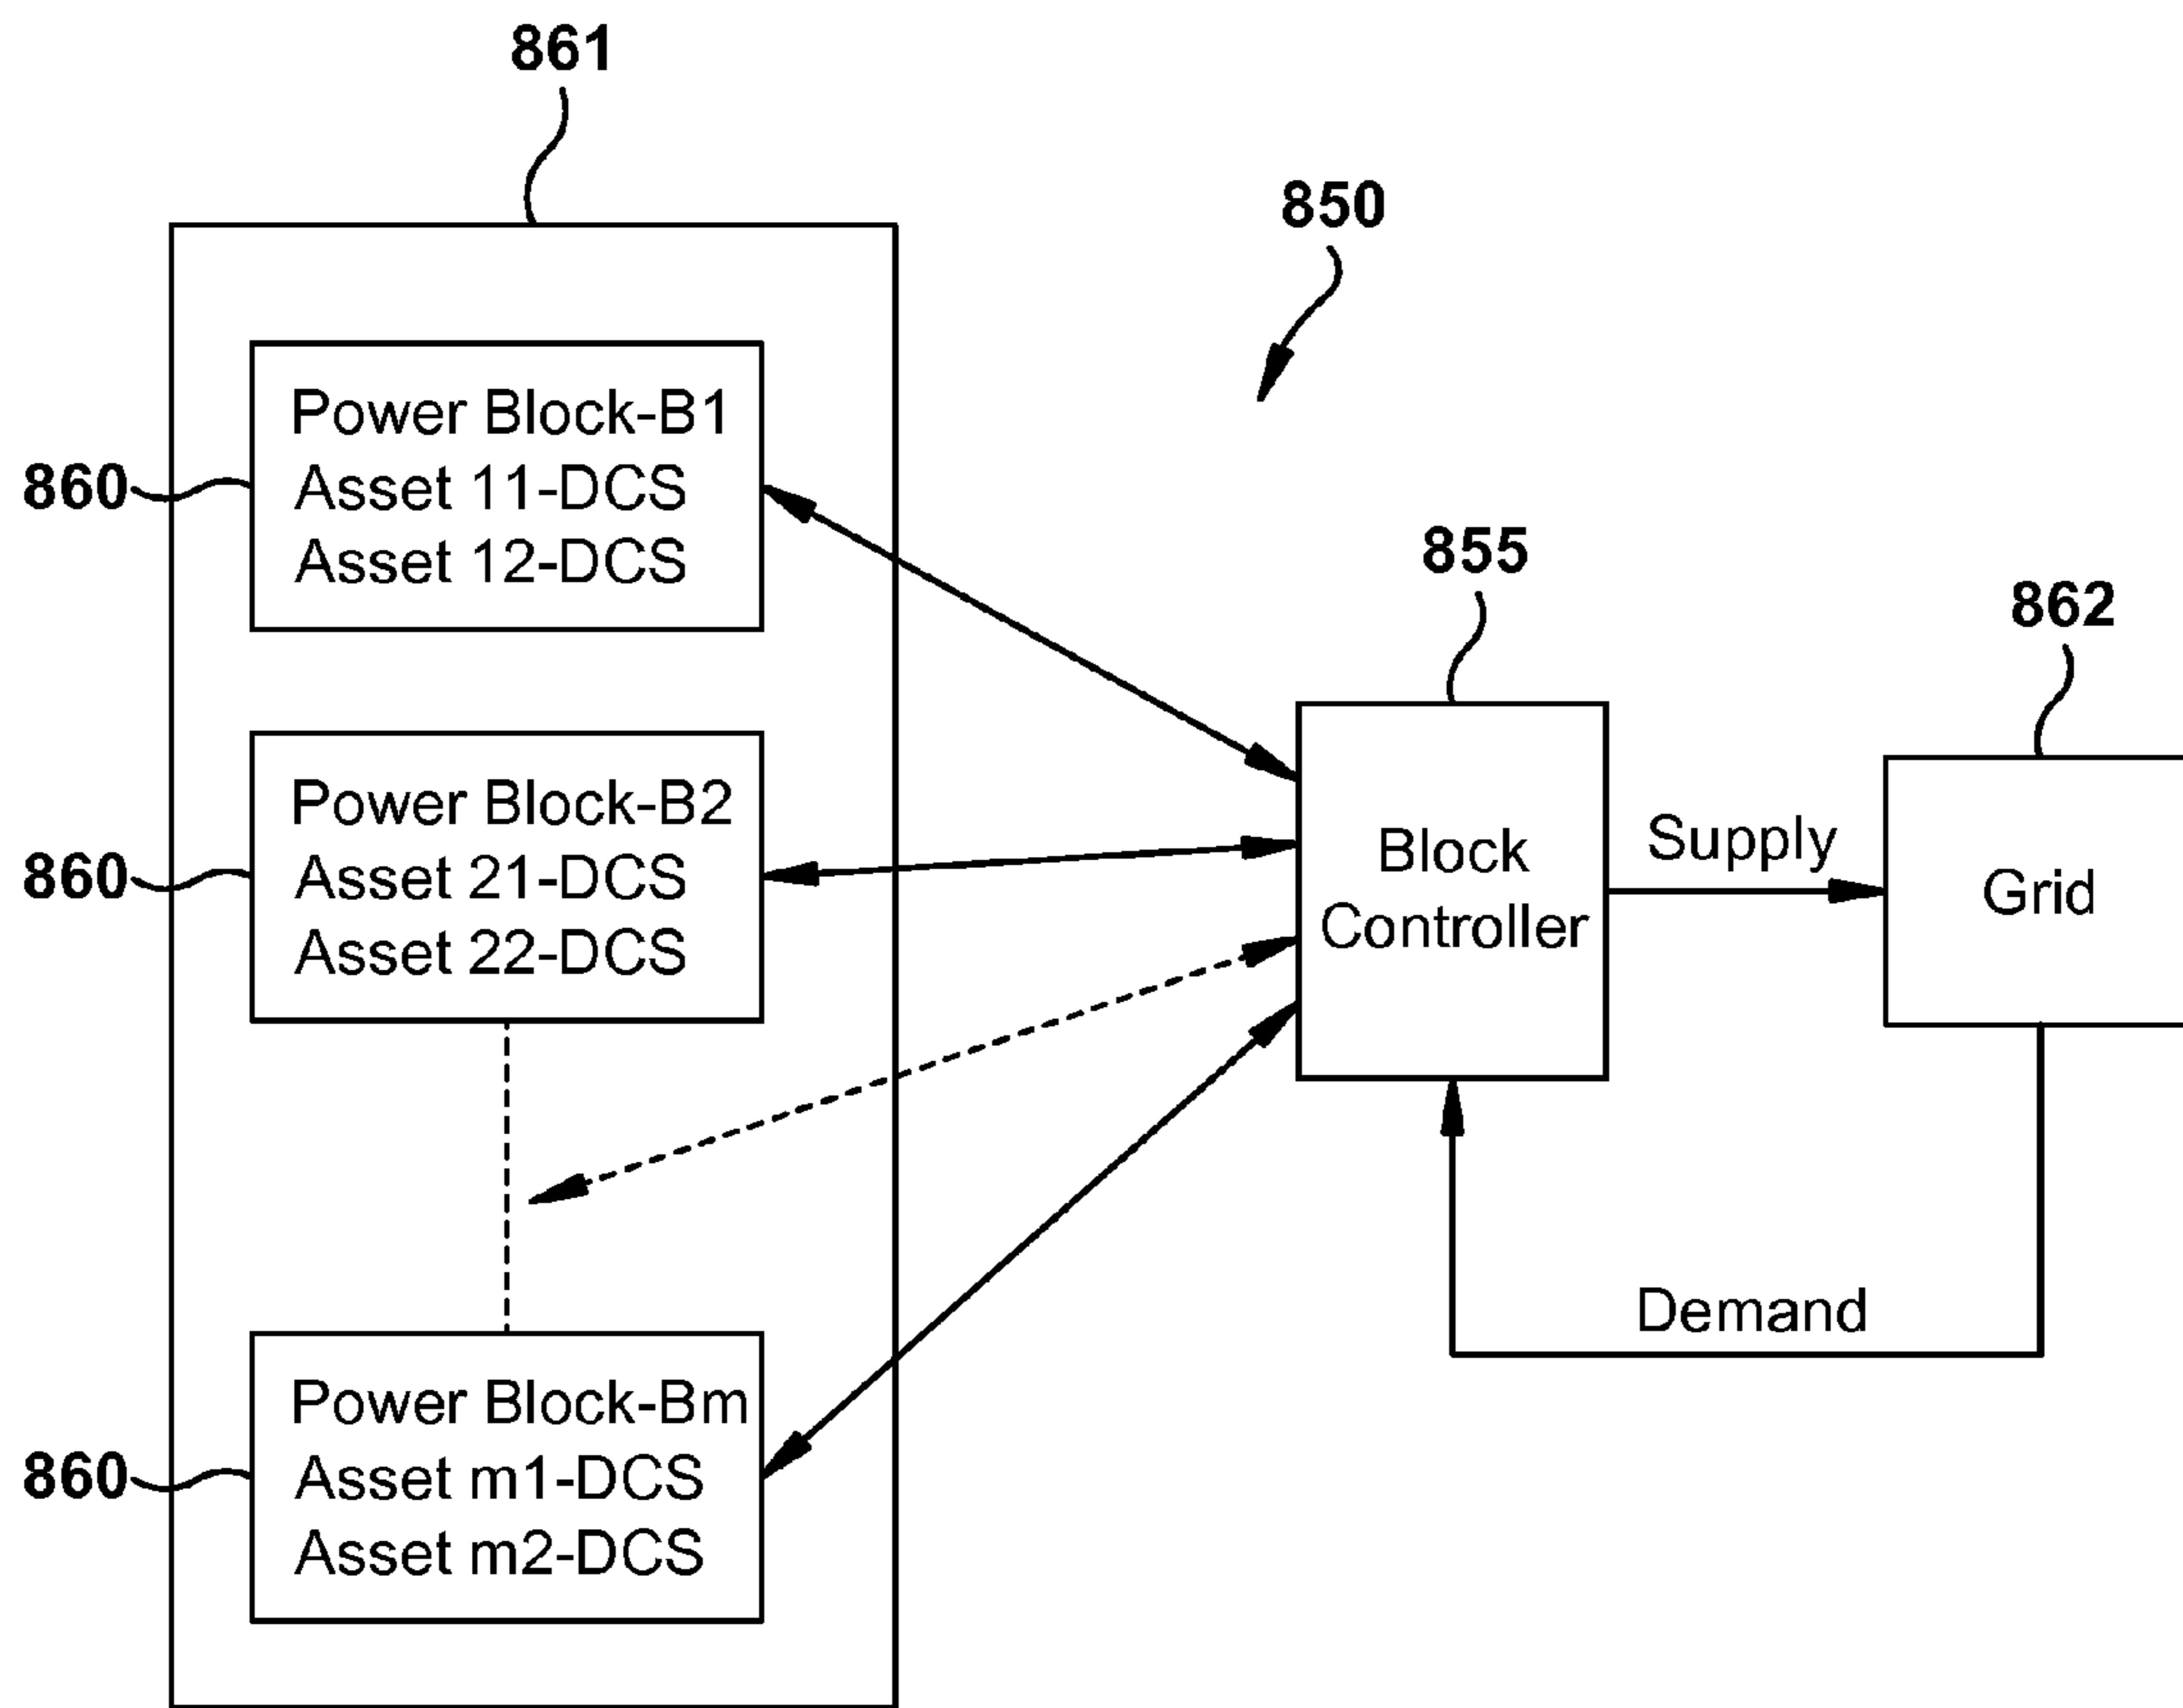 861
850
Power Block-B1
860
Asset 11-DCS
Asset 12-DCS
855
862
Power Block-B2
860
Asset 21-DCS
Asset 22-DCS
Block
Controller
Supply
Grid
Demand
Power Block-Bm
860
Asset m1-DCS
Asset m2-DCS